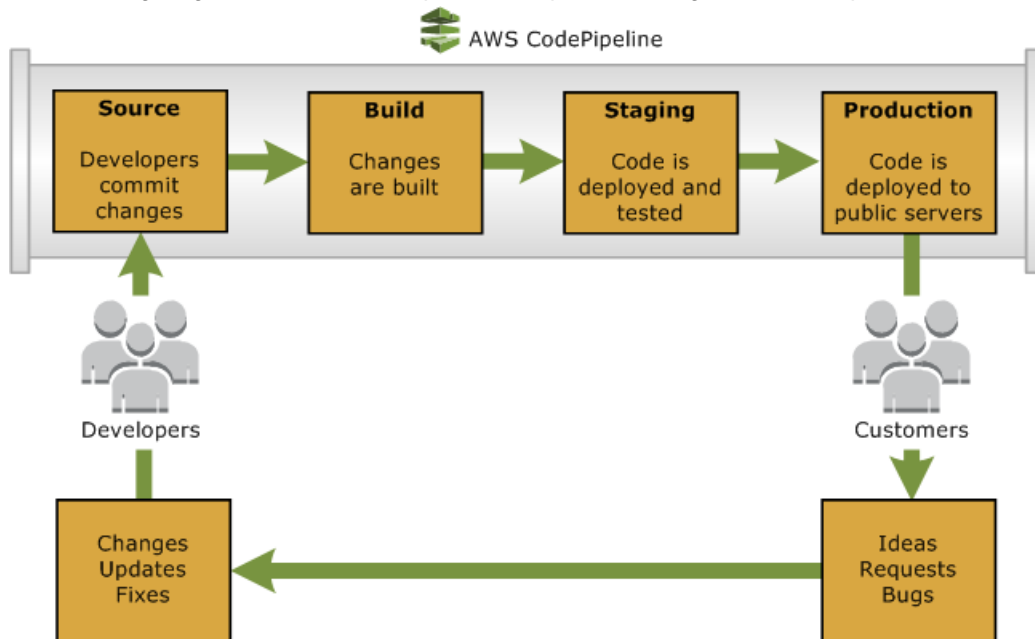 AWS CodePipeline
Source
Developers
commit
changes
Build
Changes
are built
Staging
Code is
deployed and
tested
Production
Code is
deployed to
public servers
Developers
Customers
Changes
Updates
Fixes
Ideas
Requests
Bugs